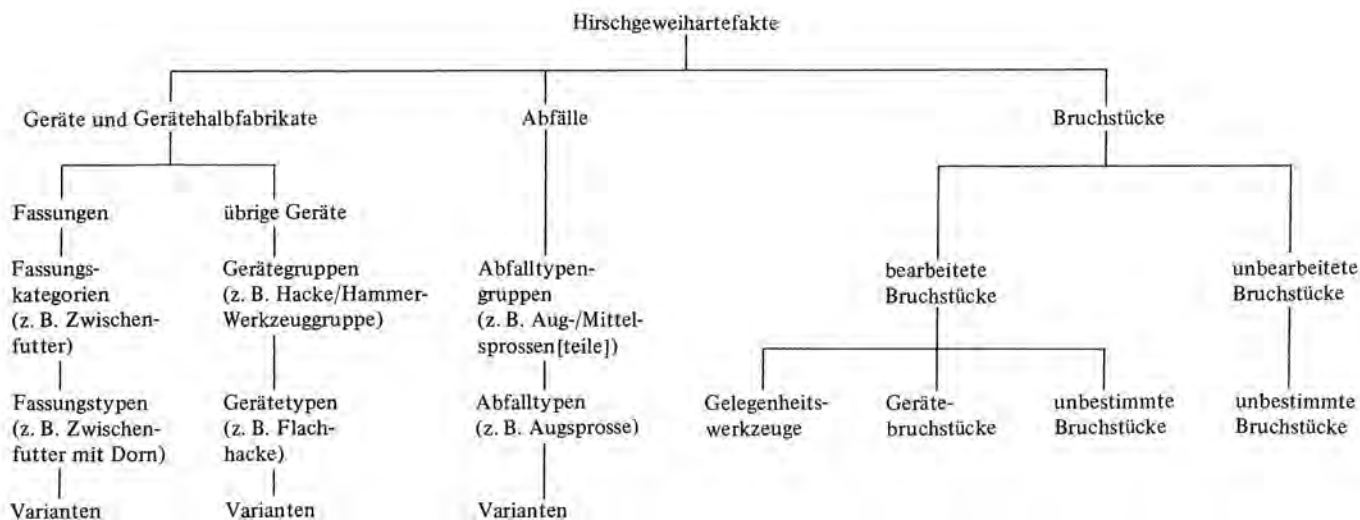 Hirschgeweihartefakte
Geräte und Gerätehalbfabrikate
Abfälle
Bruchstücke
Fassungen
übrige Geräte
Fassungs-
kategorien
(z. B. Zwischen-
futter)
Gerätegruppen
(z. B. Hacke/Hammer-
Werkzeuggruppe)
Abfalltypen-
gruppen
(z. B. Aug-/Mittel-
sprossen[teile])
bearbeitete
Bruchstücke
unbearbeitete
Bruchstücke
Fassungstypen
(z. B. Zwischen-
futter mit Dorn)
Gerätetypen
(z. B. Flach-
hacke)
Abfalltypen
(z. B. Augsprosse)
Gelegenheits-
werkzeuge
Geräte-
bruchstücke
unbestimmte
Bruchstücke
unbestimmte
Bruchstücke
Varianten
Varianten
Varianten